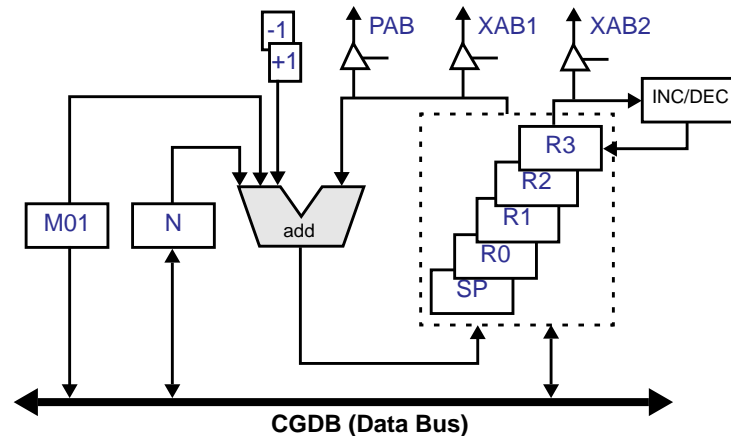 PAB
XAB1
XAB2
-1
+1
INC/DEC
R3
R2
M01
N
R1
add
R0
SP
CGDB (Data Bus)